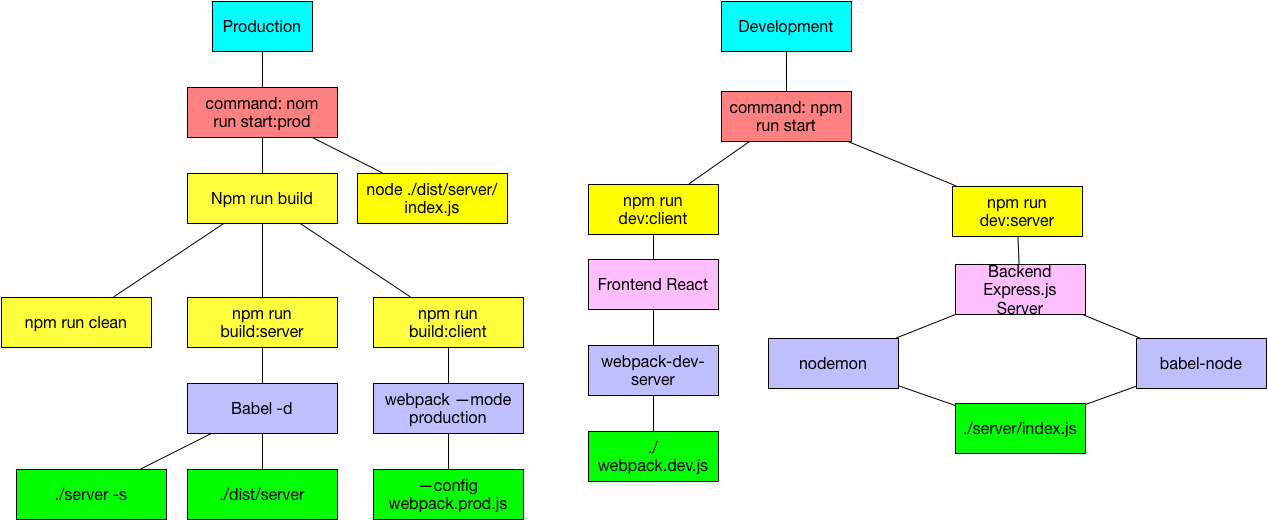 Production
command: nom
run start:prod
Npm run build
node ./dist/server/
index.js
npm run clean
npm run
build:server
npm run
build:client
Babel -d
webpack —mode
production
./server -s
./dist/server
—config
webpack.prod.js
Development
command: npm
run start
npm run
dev:client
npm run
dev:server
Frontend React
Backend
Express.js
Server
webpack-dev-
server
nodemon
babel-node
./
webpack.dev.js
./server/index.js